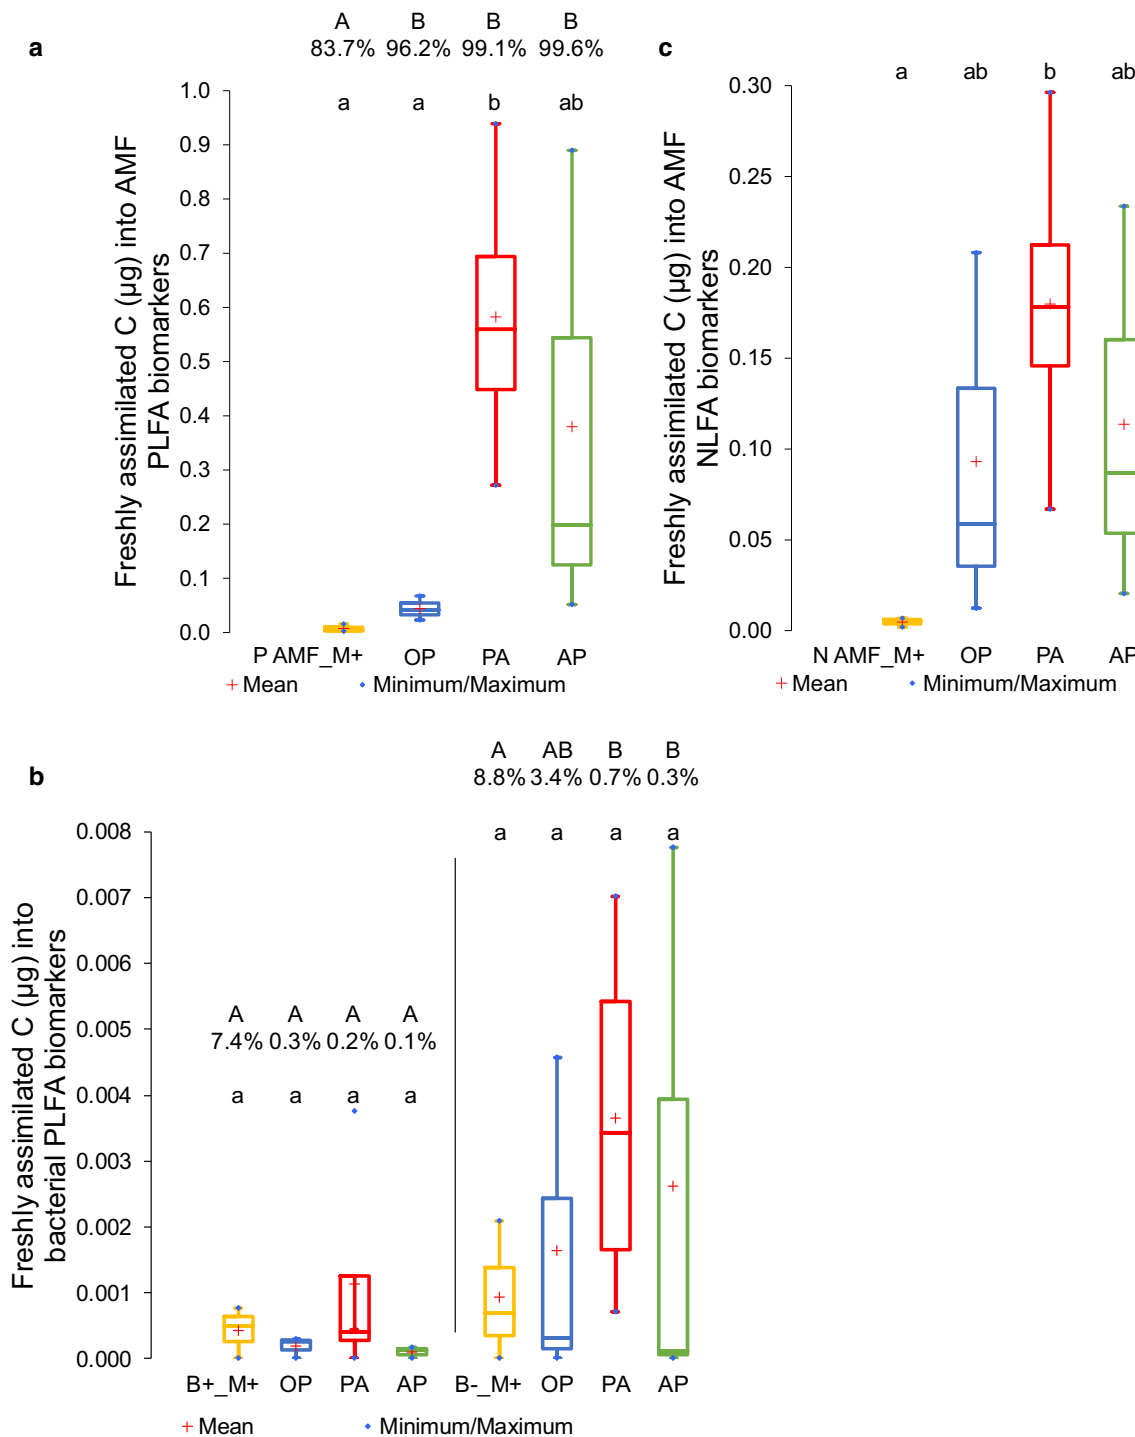 a
A B B B
83.7% 96.2% 99.1% 99.6%
a a b ab
Freshly assimilated C (µg) into AMF
PLFA biomarkers
1.0
0.9
0.8
0.7
0.6
0.5
0.4
0.3
0.2
0.1
0.0
P AMF_M+ OP PA AP
+ Mean Minimum/Maximum
c
a ab b ab
Freshly assimilated C (µg) into AMF
NLFA biomarkers
0.30
0.25
0.20
0.15
0.10
0.05
0.00
N AMF_M+ OP PA AP
+ Mean Minimum/Maximum
b
A AB B B
8.8% 3.4% 0.7% 0.3%
a a a a
A A A A
7.4% 0.3% 0.2% 0.1%
a a a a
Freshly assimilated C (µg) into
bacterial PLFA biomarkers
0.008
0.007
0.006
0.005
0.004
0.003
0.002
0.001
0.000
B+_M+ OP PA AP B-_M+ OP PA AP
+ Mean Minimum/Maximum